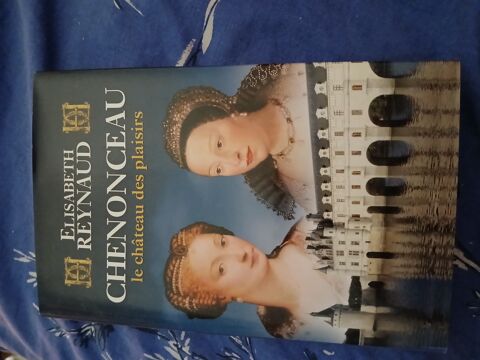 ELISABETH
REYNAUD
CHENONCEAU
le château des plaisirs